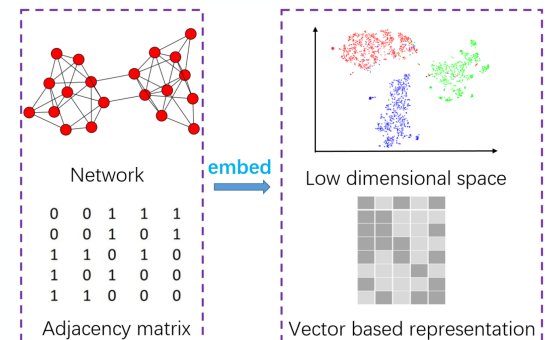 Network
0 0 1 1 1
0 0 1 0 1
1 1 0 1 0
1 0 1 0 0
1 1 0 0 0
Adjacency matrix
embed
Low dimensional space
Vector based representation